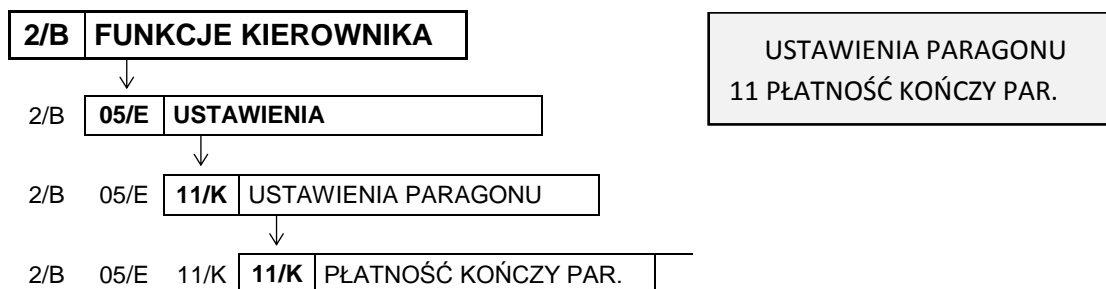 2/B FUNKCJE KIEROWNIKA
2/B 05/E USTAWIENIA
2/B 05/E 11/K USTAWIENIA PARAGONU
2/B 05/E 11/K 11/K PŁATNOŚĆ KOŃCZY PAR.
USTAWIENIA PARAGONU
11 PŁATNOŚĆ KOŃCZY PAR.